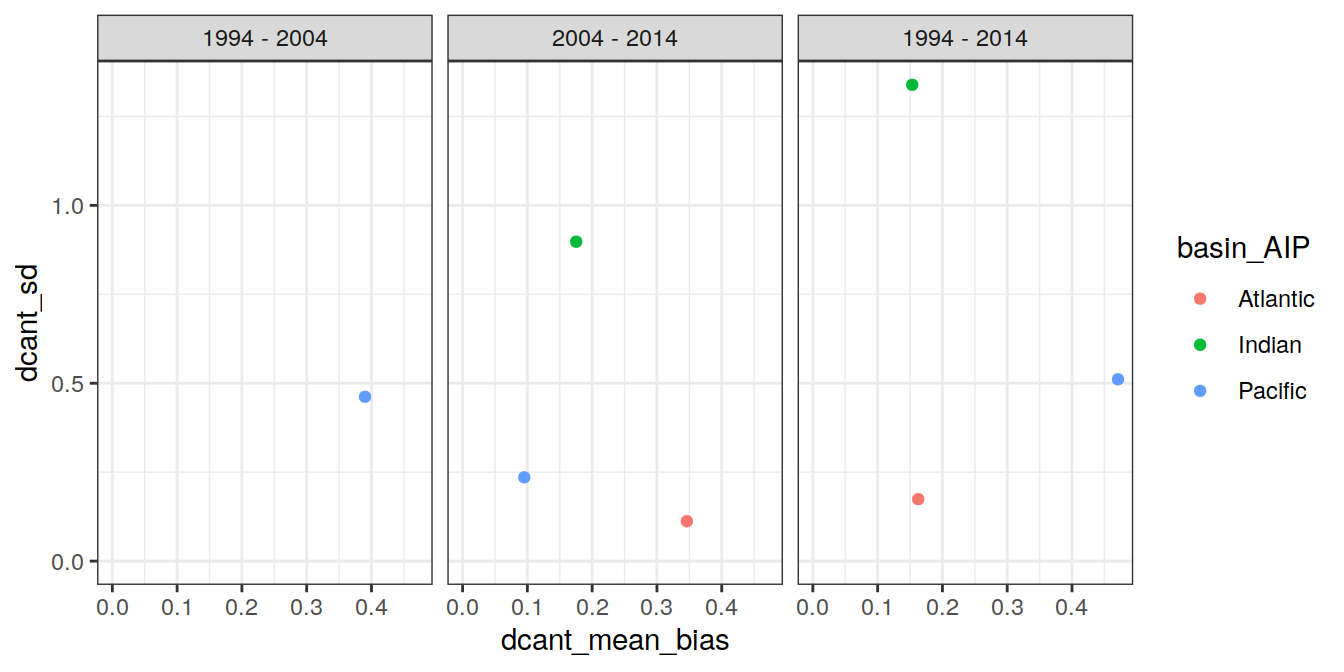 1994 - 2004
2004 - 2014
1994 - 2014
dcant_sd
1.0
0.5
0.0
0.0 0.1 0.2 0.3 0.4
0.0 0.1 0.2 0.3 0.4
0.0 0.1 0.2 0.3 0.4
dcant_mean_bias
basin_AIP
Atlantic
Indian
Pacific